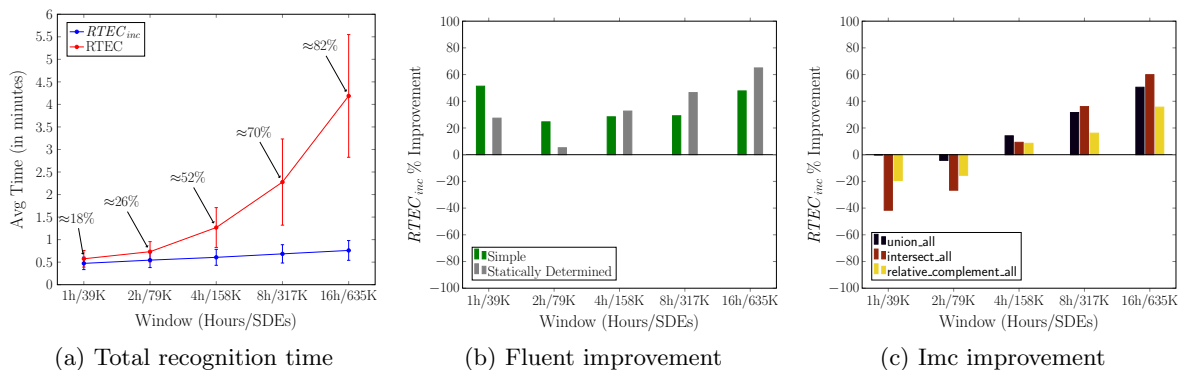 6
5.5
5
4.5
4
3.5
3
2.5
2
1.5
1
0.5
0
Avg Time (in minutes)
RTECinc
RTEC
≈18%
≈26%
≈52%
≈70%
≈82%
1h/39K 2h/79K 4h/158K 8h/317K 16h/635K
Window (Hours/SDEs)
(a) Total recognition time
100
80
60
40
20
0
−20
−40
−60
−80
−100
RTECinc % Improvement
Simple
Statically Determined
1h/39K 2h/79K 4h/158K 8h/317K 16h/635K
Window (Hours/SDEs)
(b) Fluent improvement
100
80
60
40
20
0
−20
−40
−60
−80
−100
RTECinc % Improvement
union_all
intersect_all
relative_complement_all
1h/39K 2h/79K 4h/158K 8h/317K 16h/635K
Window (Hours/SDEs)
(c) Imc improvement